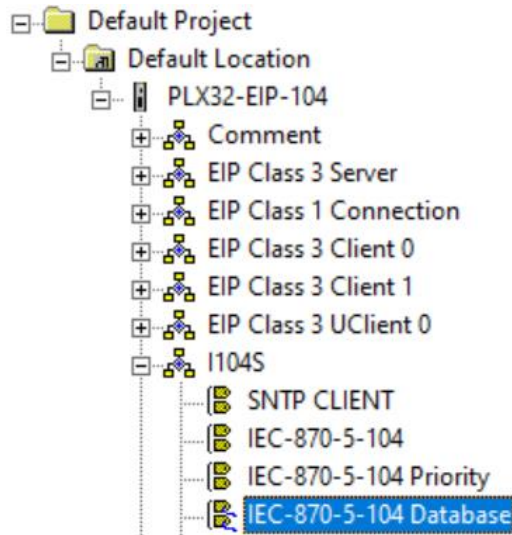 Default Project
Default Location
PLX32-EIP-104
Comment
EIP Class 3 Server
EIP Class 1 Connection
EIP Class 3 Client 0
EIP Class 3 Client 1
EIP Class 3 UClient 0
I104S
SNTP CLIENT
IEC-870-5-104
IEC-870-5-104 Priority
IEC-870-5-104 Database